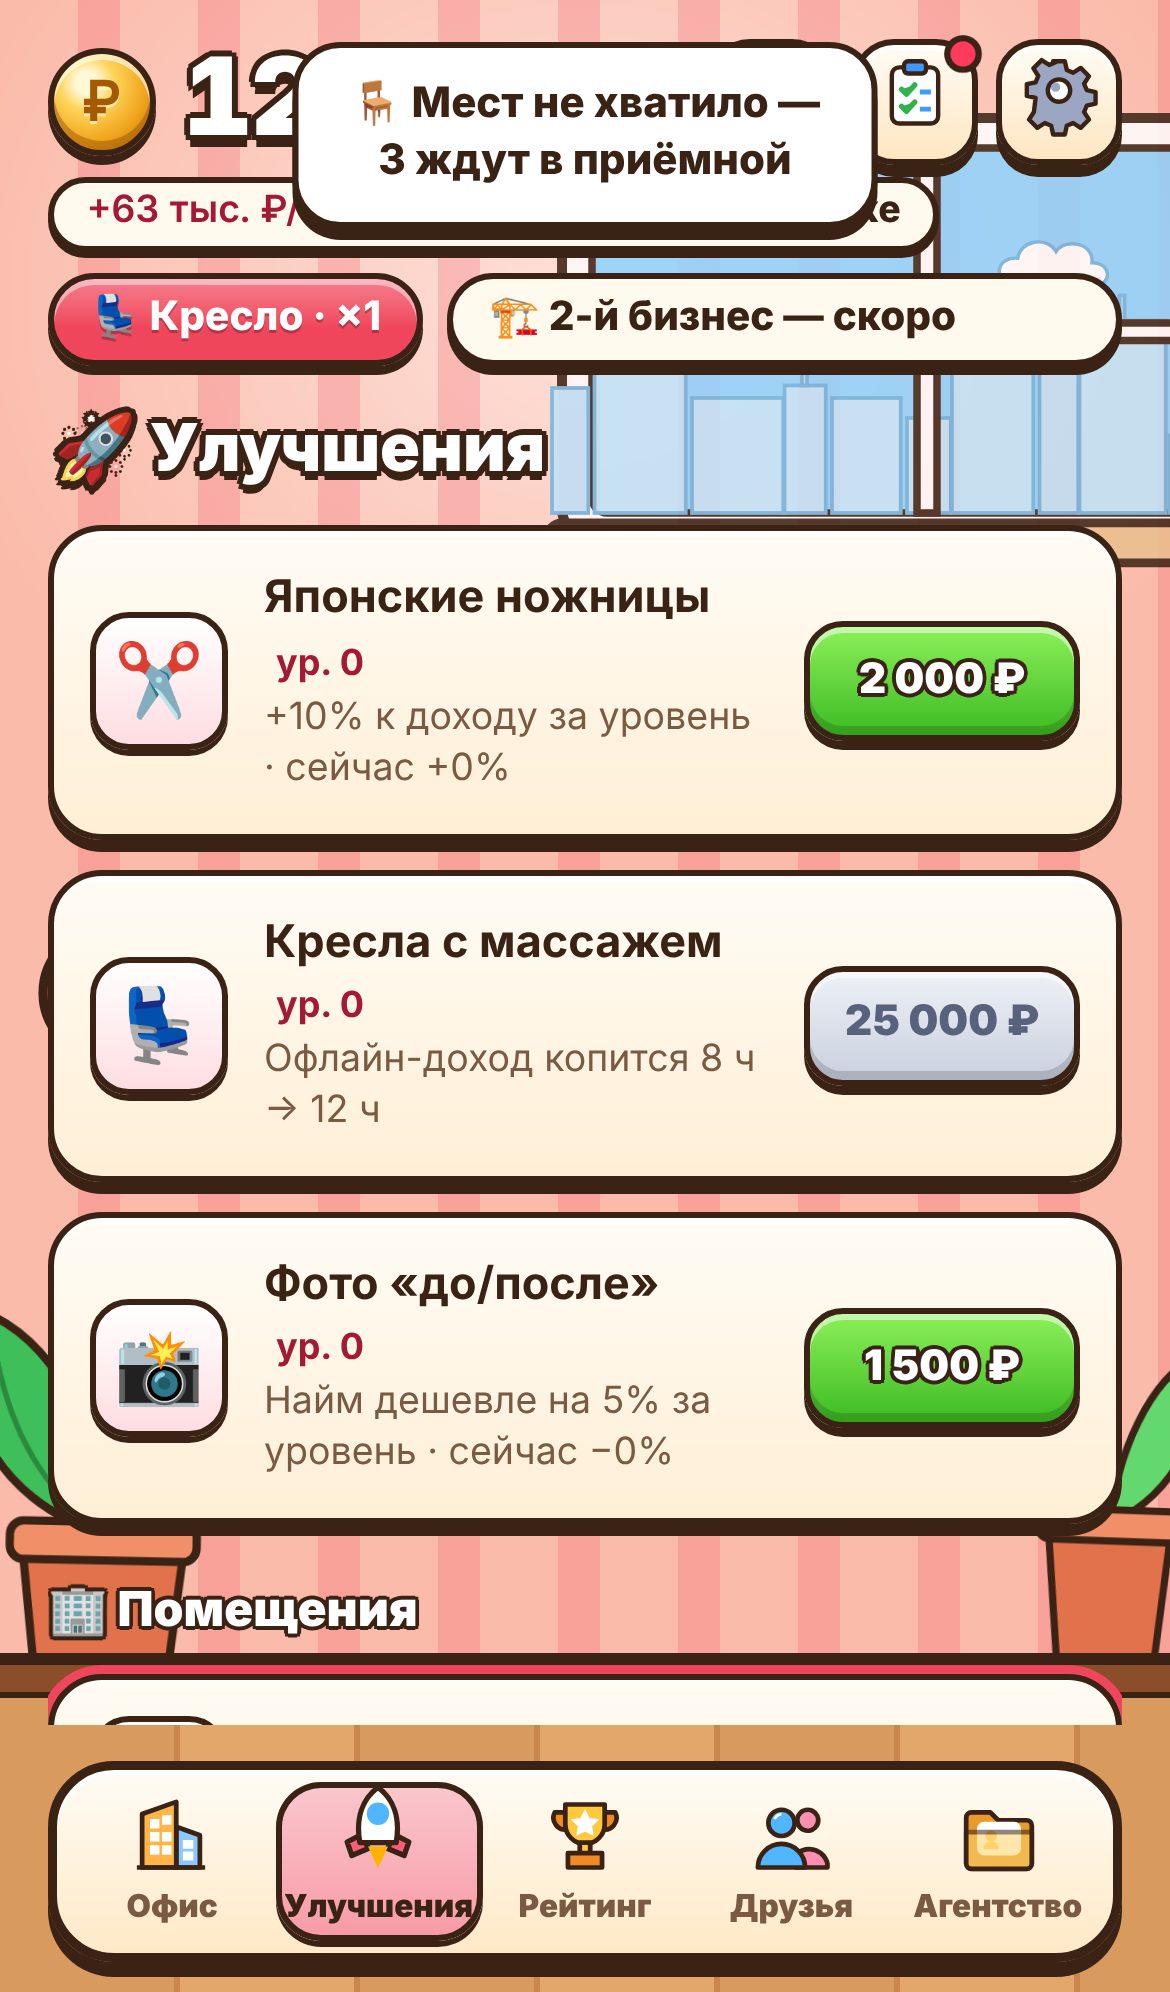 ₽ 12
🪑 Мест не хватило —
3 ждут в приёмной
+63 тыс. ₽/
💺 Кресло · ×1
🏗️ 2-й бизнес — скоро
🚀 Улучшения
Японские ножницы
ур. 0
+10% к доходу за уровень
· сейчас +0%
2 000 ₽
Кресла с массажем
ур. 0
Офлайн-доход копится 8 ч
→ 12 ч
25 000 ₽
Фото «до/после»
ур. 0
Найм дешевле на 5% за
уровень · сейчас −0%
1 500 ₽
🏢 Помещения
Офис
Улучшения
Рейтинг
Друзья
Агентство